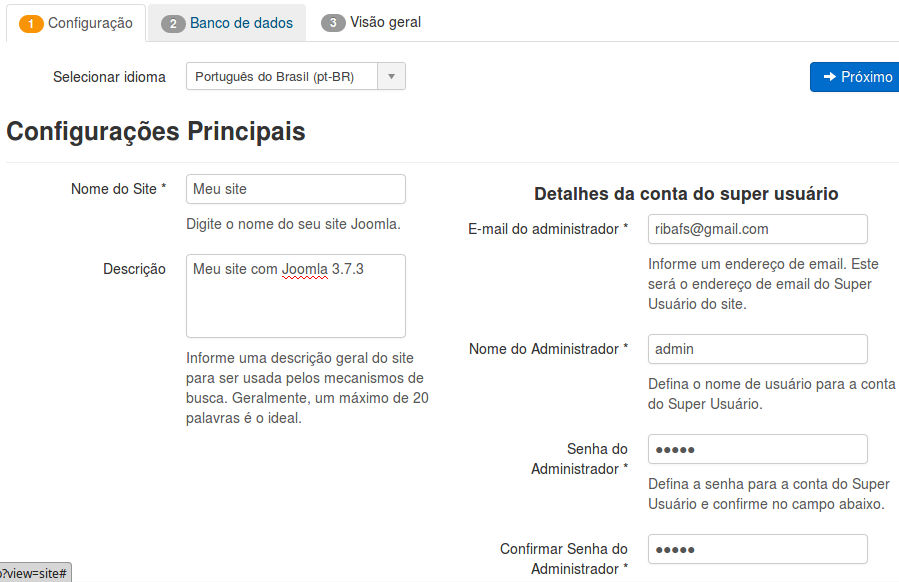 1 Configuração 2 Banco de dados 3 Visão geral
Selecionar idioma Português do Brasil (pt-BR)
Próximo
Configurações Principais
Nome do Site * Meu site
Digite o nome do seu site Joomla.
Descrição Meu site com Joomla 3.7.3
Informe uma descrição geral do site
para ser usada pelos mecanismos de
busca. Geralmente, um máximo de 20
palavras é o ideal.
Detalhes da conta do super usuário
E-mail do administrador * ribafs@gmail.com
Informe um endereço de email. Este
será o endereço de email do Super
Usuário do site.
Nome do Administrador * admin
Defina o nome de usuário para a conta
do Super Usuário.
Senha do
Administrador * •••••
Defina a senha para a conta do Super
Usuário e confirme no campo abaixo.
Confirmar Senha do
Administrador * •••••
?view=site#